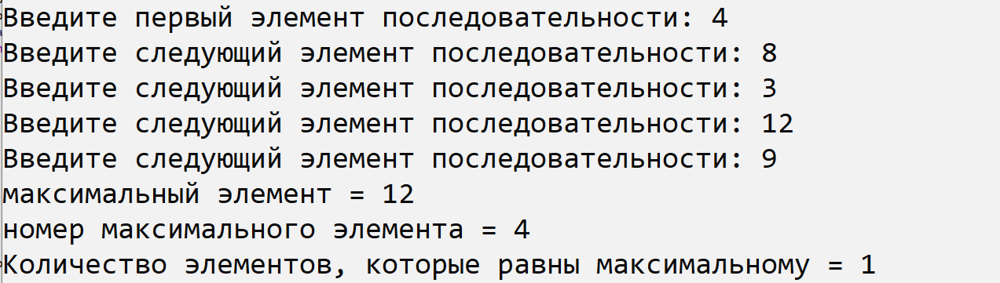 Введите первый элемент последовательности: 4
Введите следующий элемент последовательности: 8
Введите следующий элемент последовательности: 3
Введите следующий элемент последовательности: 12
Введите следующий элемент последовательности: 9
максимальный элемент = 12
номер максимального элемента = 4
Количество элементов, которые равны максимальному = 1